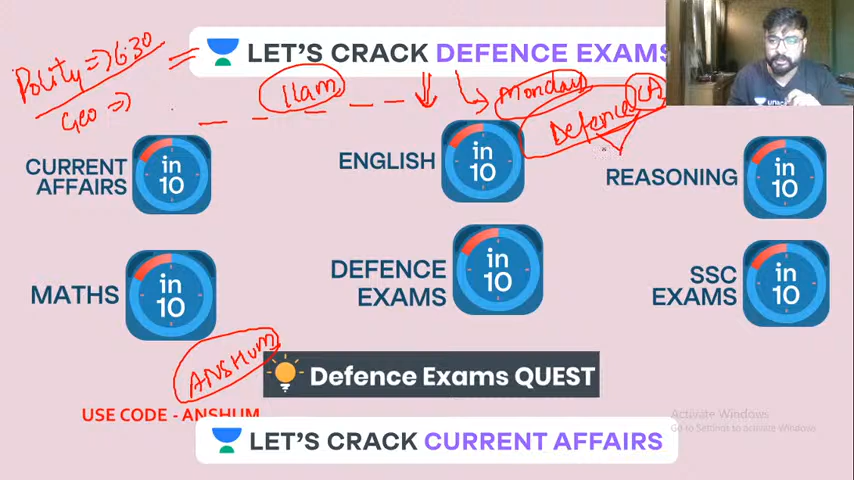 LET'S CRACK DEFENCE EXAMS
Polity => 6:30
Geo =>
11am
Monday
Defence CA
CURRENT
AFFAIRS
in
10
ENGLISH
in
10
REASONING
in
10
MATHS
in
10
DEFENCE
EXAMS
in
10
SSC
EXAMS
in
10
ANSHUM
Defence Exams QUEST
USE CODE - ANSHUM
LET'S CRACK CURRENT AFFAIRS
Activate Windows
Go to Settings to activate Windows